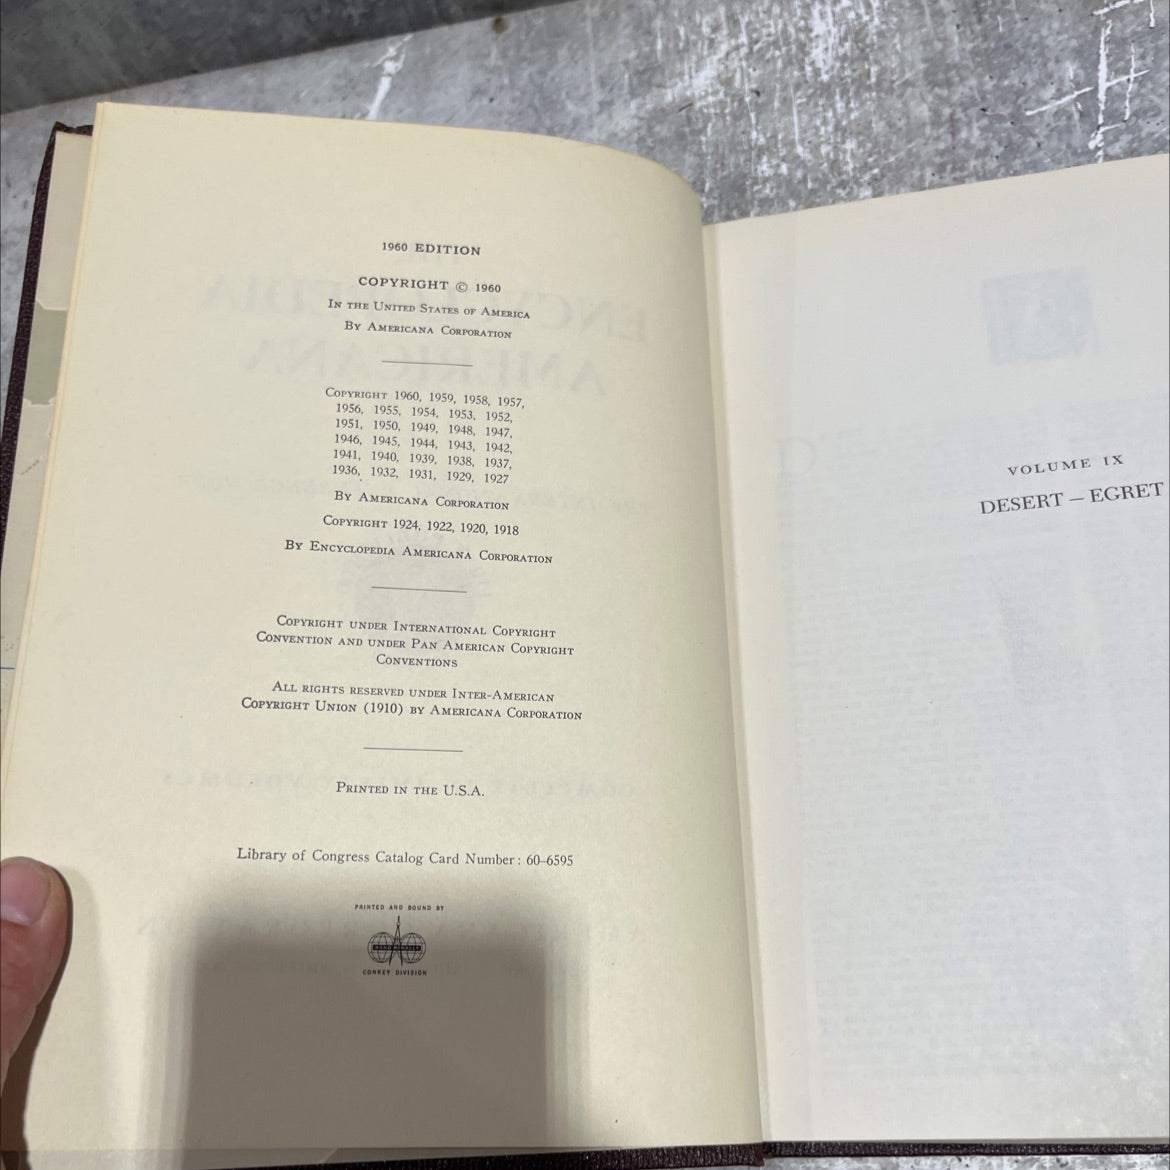 1960 EDITION
COPYRIGHT © 1960
IN THE UNITED STATES OF AMERICA
BY AMERICANA CORPORATION
COPYRIGHT 1960, 1959, 1958, 1957,
1956, 1955, 1954, 1953, 1952,
1951, 1950, 1949, 1948, 1947,
1946, 1945, 1944, 1943, 1942,
1941, 1940, 1939, 1938, 1937,
1936, 1932, 1931, 1929, 1927
BY AMERICANA CORPORATION
COPYRIGHT 1924, 1922, 1920, 1918
BY ENCYCLOPEDIA AMERICANA CORPORATION
COPYRIGHT UNDER INTERNATIONAL COPYRIGHT
CONVENTION AND UNDER PAN AMERICAN COPYRIGHT
CONVENTIONS
ALL RIGHTS RESERVED UNDER INTER-AMERICAN
COPYRIGHT UNION (1910) BY AMERICANA CORPORATION
PRINTED IN THE U.S.A.
Library of Congress Catalog Card Number: 60-6595
PRINTED AND BOUND BY
RAND McNALLY
CONKEY DIVISION
VOLUME IX
DESERT — EGRET